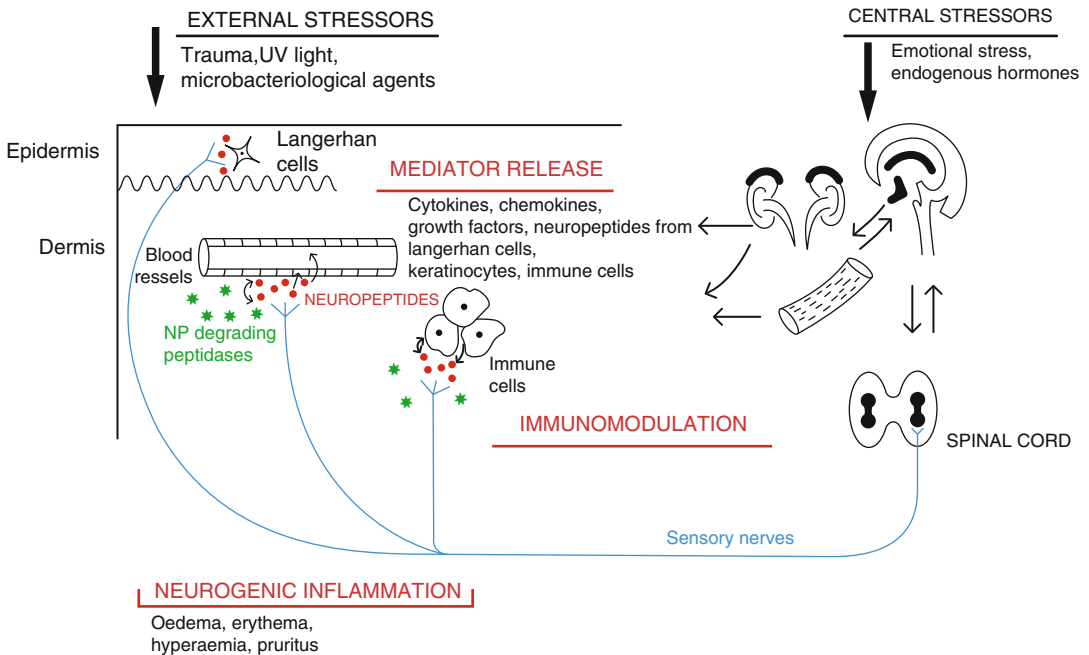 EXTERNAL STRESSORS
Trauma,UV light,
microbacteriological agents
CENTRAL STRESSORS
Emotional stress,
endogenous hormones
Epidermis
Langerhan
cells
MEDIATOR RELEASE
Cytokines, chemokines,
growth factors, neuropeptides from
langerhan cells,
keratinocytes, immune cells
Dermis
Blood
ressels
NEUROPEPTIDES
NP degrading
peptidases
Immune
cells
IMMUNOMODULATION
SPINAL CORD
Sensory nerves
NEUROGENIC INFLAMMATION
Oedema, erythema,
hyperaemia, pruritus